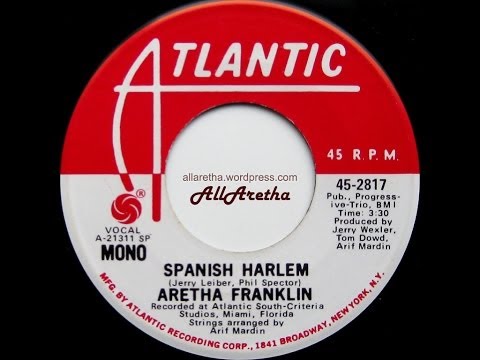 ATLANTIC
45 R.P.M.
allaretha.wordpress.com
AllAretha
VOCAL
A-21311 SP
MONO
45-2817
Pub., Progress-
ive-Trio, BMI
Time: 3:30
Produced by
Jerry Wexler,
Tom Dowd,
Arif Mardin
SPANISH HARLEM
(Jerry Leiber, Phil Spector)
ARETHA FRANKLIN
Recorded at Atlantic South-Criteria
Studios, Miami, Florida
Strings arranged by
Arif Mardin
MFG. BY ATLANTIC RECORDING CORP., 1841 BROADWAY, NEW YORK, N.Y.